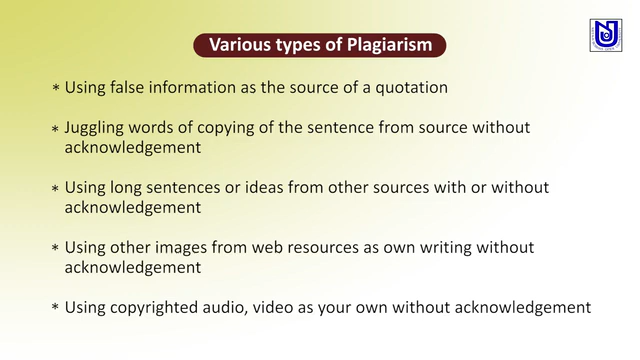 Various types of Plagiarism
* Using false information as the source of a quotation
* Juggling words of copying of the sentence from source without
acknowledgement
* Using long sentences or ideas from other sources with or without
acknowledgement
* Using other images from web resources as own writing without
acknowledgement
* Using copyrighted audio, video as your own without acknowledgement